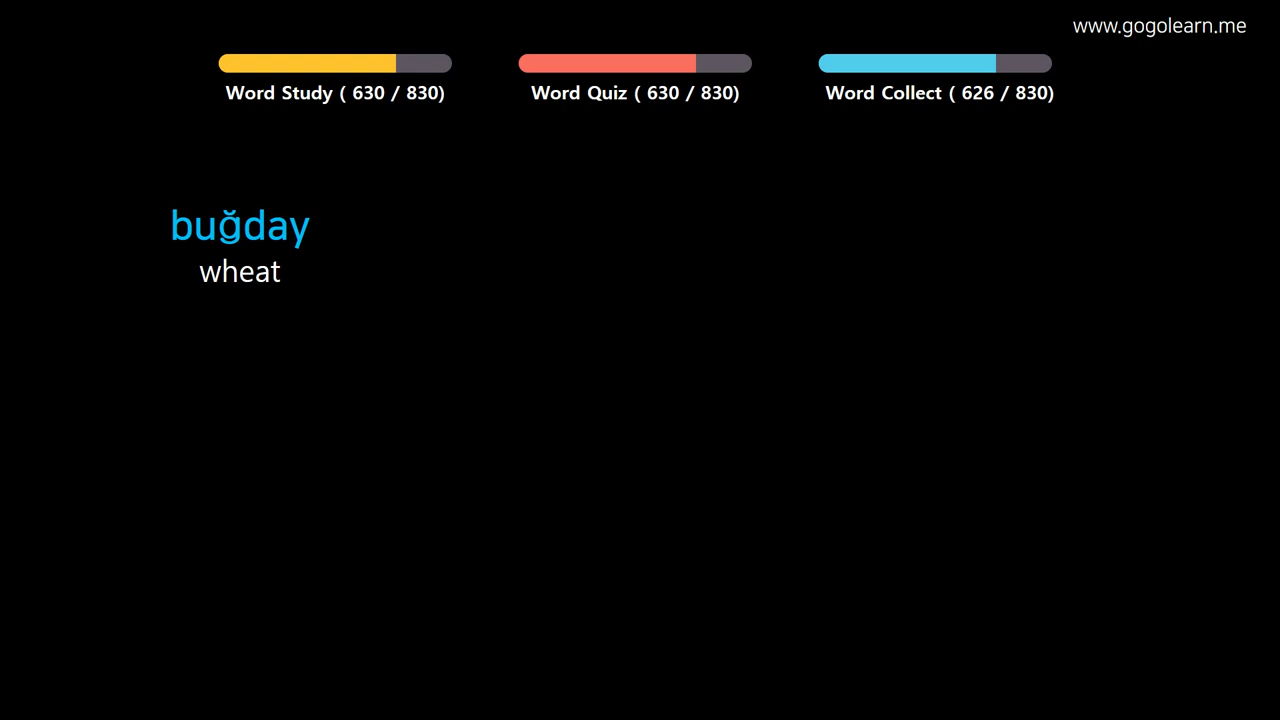 www.gogolearn.me
Word Study ( 630 / 830)
Word Quiz ( 630 / 830)
Word Collect ( 626 / 830)
buğday
wheat